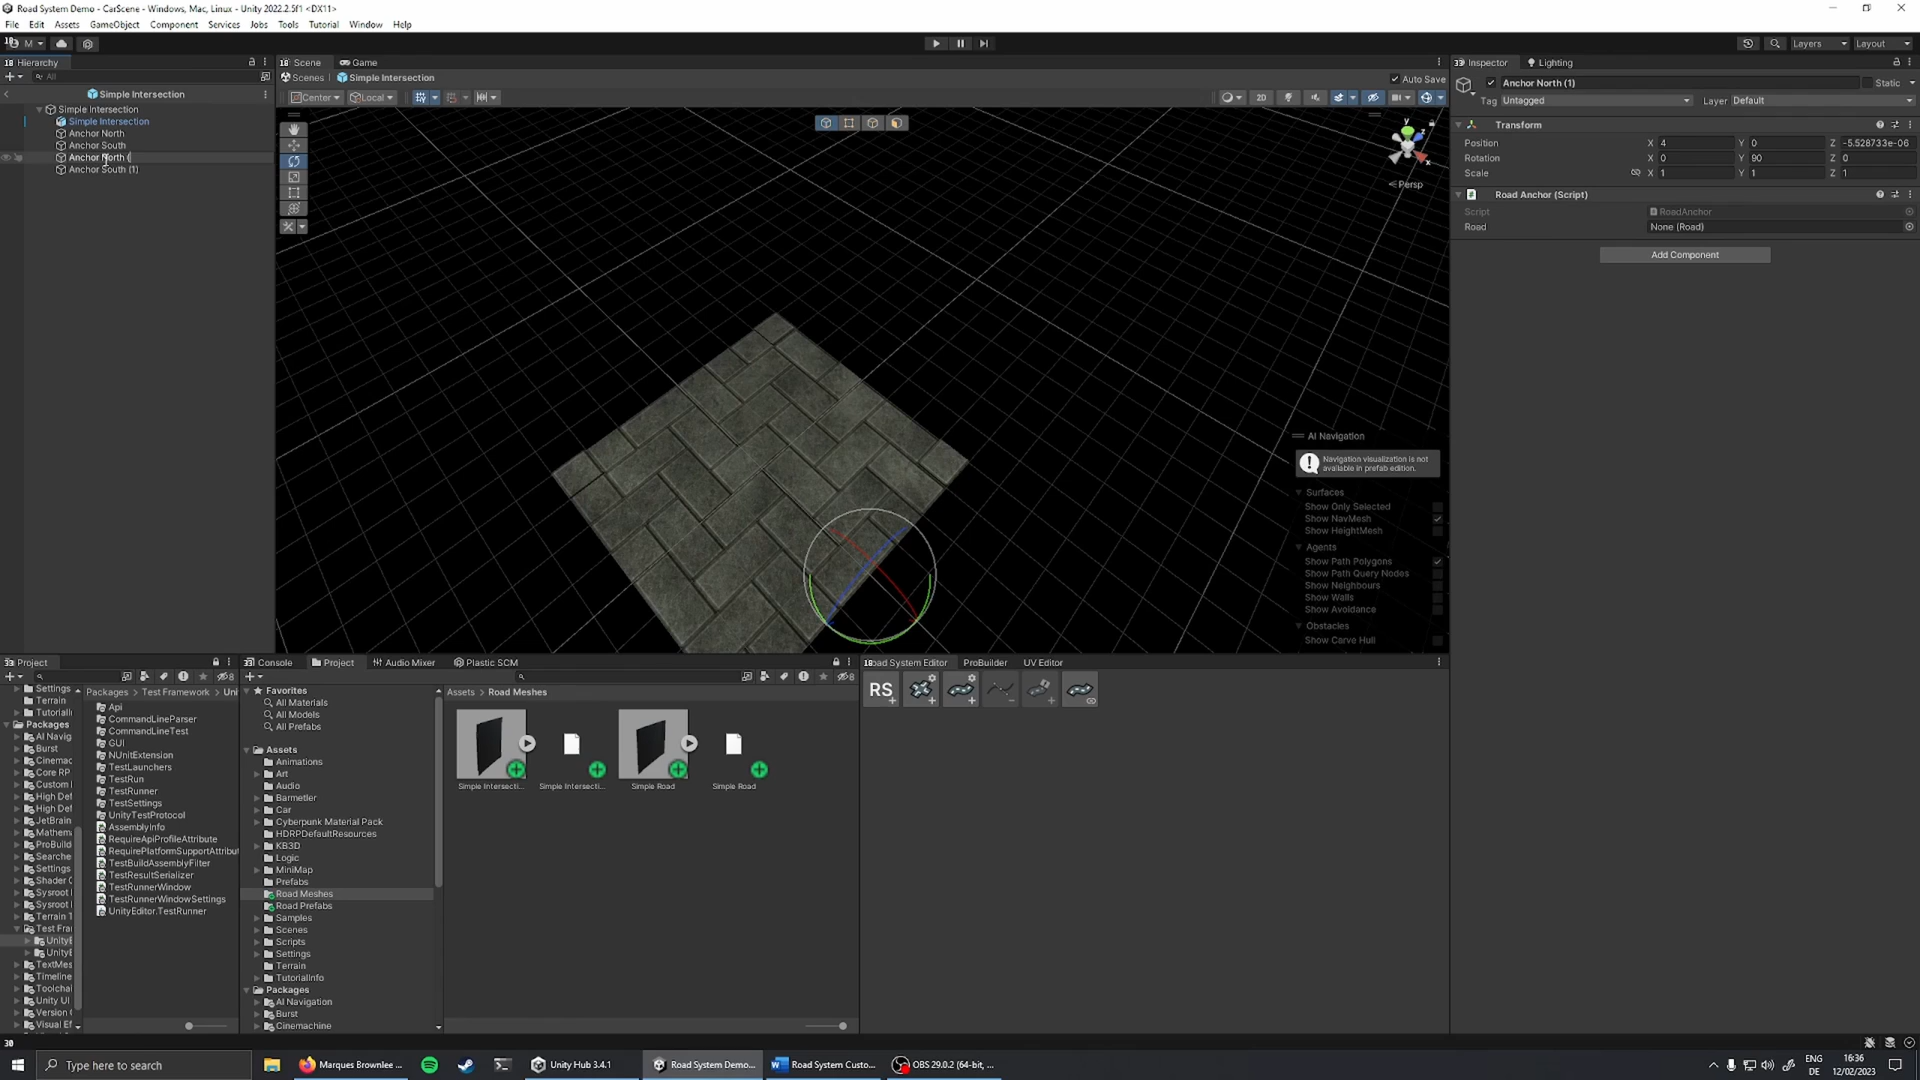 Road System Demo - CarScene - Windows, Mac, Linux - Unity 2022.2.5f1 <DX11>
File Edit Assets GameObject Component Services Jobs Tools Tutorial Window Help
M
Layers Layout
Hierarchy
All
Simple Intersection
Simple Intersection
Simple Intersection
Anchor North
Anchor South
Anchor North (
Anchor South (1)
Scene Game
Scenes Simple Intersection
Auto Save
Center Local
2D
y
z
x
Persp
AI Navigation
Navigation visualization is not
available in prefab edition.
Surfaces
Show Only Selected
Show NavMesh
Show HeightMesh
Agents
Show Path Polygons
Show Path Query Nodes
Show Neighbours
Show Walls
Show Avoidance
Obstacles
Show Carve Hull
Inspector Lighting
Anchor North (1) Static
Tag Untagged Layer Default
Transform
Position X 4 Y 0 Z -5.528733e-06
Rotation X 0 Y 90 Z 0
Scale X 1 Y 1 Z 1
Road Anchor (Script)
Script RoadAnchor
Road None (Road)
Add Component
Project
Settings
Terrain
Tutoriali
Packages
AI Navig
Burst
Cinemac
Core RP
Custom
High Def
High Def
JetBrain
Mathema
ProBuild
Searche
Settings
Shader C
Sysroot
Sysroot
Terrain T
Test Fra
UnityE
UnityE
TextMes
Timeline
Toolchai
Unity UI
Version C
Visual Ef
Packages Test Framework Uni
Api
CommandLineParser
CommandLineTest
GUI
NUnitExtension
TestLaunchers
TestRun
TestRunner
TestSettings
UnityTestProtocol
AssemblyInfo
RequireApiProfileAttribute
RequirePlatformSupportAttribut
TestBuildAssemblyFilter
TestResultSerializer
TestRunnerWindow
TestRunnerWindowSettings
UnityEditor.TestRunner
Console Project Audio Mixer Plastic SCM
Favorites
All Materials
All Models
All Prefabs
Assets
Animations
Art
Audio
Barmetler
Car
Cyberpunk Material Pack
HDRPDefaultResources
KB3D
Logic
MiniMap
Prefabs
Road Meshes
Road Prefabs
Samples
Scenes
Scripts
Settings
Terrain
TutorialInfo
Packages
AI Navigation
Burst
Cinemachine
Assets Road Meshes
Simple Intersecti... Simple Intersecti... Simple Road Simple Road
oad System Editor ProBuilder UV Editor
RS
Type here to search
Marques Brownlee ...
Unity Hub 3.4.1
Road System Demo...
Road System Custo...
OBS 29.0.2 (64-bit, ...
ENG
DE
16:36
12/02/2023